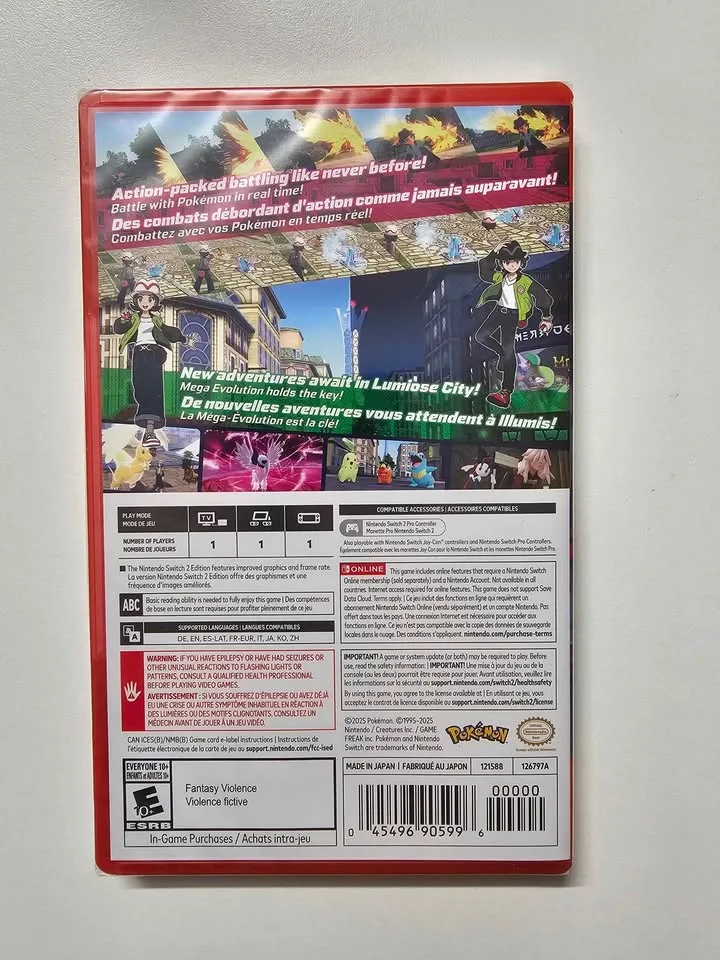 Action-packed battling like never before!
Battle with Pokémon in real time!
Des combats débordant d'action comme jamais auparavant!
Combattez avec vos Pokémon en temps réel!
New adventures await in Lumiose City!
Mega Evolution holds the key!
De nouvelles aventures vous attendent à Illumis!
La Méga-Évolution est la clé!
PLAY MODE
MODE DE JEU
TV
NUMBER OF PLAYERS
NOMBRE DE JOUEURS
1 1 1
■ The Nintendo Switch 2 Edition features improved graphics and frame rate.
La version Nintendo Switch 2 Edition offre des graphismes et une
fréquence d'images améliorés.
ABC
Basic reading ability is needed to fully enjoy this game | Des compétences
de base en lecture sont requises pour profiter pleinement de ce jeu
SUPPORTED LANGUAGES | LANGUES COMPATIBLES
DE, EN, ES-LAT, FR-EUR, IT, JA, KO, ZH
WARNING: IF YOU HAVE EPILEPSY OR HAVE HAD SEIZURES OR
OTHER UNUSUAL REACTIONS TO FLASHING LIGHTS OR
PATTERNS, CONSULT A QUALIFIED HEALTH PROFESSIONAL
BEFORE PLAYING VIDEO GAMES.
AVERTISSEMENT : SI VOUS SOUFFREZ D'ÉPILEPSIE OU AVEZ DÉJÀ
EU UNE CRISE OU AUTRE SYMPTÔME INHABITUEL EN RÉACTION À
DES LUMIÈRES OU DES MOTIFS CLIGNOTANTS, CONSULTEZ UN
MÉDECIN AVANT DE JOUER À UN JEU VIDÉO.
CAN ICES(B)/NMB(B) Game card e-label instructions | Instructions de
l'étiquette électronique de la carte de jeu au support.nintendo.com/fcc-ised
EVERYONE 10+
ENFANTS et ADULTES 10+
E
10+
ESRB
Fantasy Violence
Violence fictive
In-Game Purchases / Achats intra-jeu
COMPATIBLE ACCESSORIES | ACCESSOIRES COMPATIBLES
Nintendo Switch 2 Pro Controller
Manette Pro Nintendo Switch 2
Also playable with Nintendo Switch Joy-Con™ controllers and Nintendo Switch Pro Controllers.
Également compatible avec les manettes Joy-Con pour la Nintendo Switch et les manettes Nintendo Switch Pro.
ONLINE
This game includes online features that require a Nintendo Switch
Online membership (sold separately) and a Nintendo Account. Not available in all
countries. Internet access required for online features. This game does not support Save
Data Cloud. Terms apply | Ce jeu inclut des fonctions en ligne qui requièrent un
abonnement Nintendo Switch Online (vendu séparément) et un compte Nintendo. Pas
offert dans tous les pays. Une connexion Internet est nécessaire pour accéder aux
fonctions en ligne. Ce jeu n'est pas compatible avec la copie de données de sauvegarde
locales dans le nuage. Des conditions s'appliquent. nintendo.com/purchase-terms
IMPORTANT! A game or system update (or both) may be required to play. Before
use, read the safety information: | IMPORTANT! Une mise à jour du jeu ou de la
console (ou les deux) pourrait être requise pour jouer. Avant utilisation, veuillez lire
les informations sur la sécurité au support.nintendo.com/switch2/healthsafety
By using this game, you agree to the license available at | En utilisant ce jeu, vous
acceptez le contrat de licence disponible au support.nintendo.com/switch2/license
©2025 Pokémon. ©1995-2025
Nintendo / Creatures Inc. / GAME
FREAK inc. Pokémon and Nintendo
Switch are trademarks of Nintendo.
POKéMON
MADE IN JAPAN | FABRIQUÉ AU JAPON
121588
126797A
00000
0 45496 90599 6